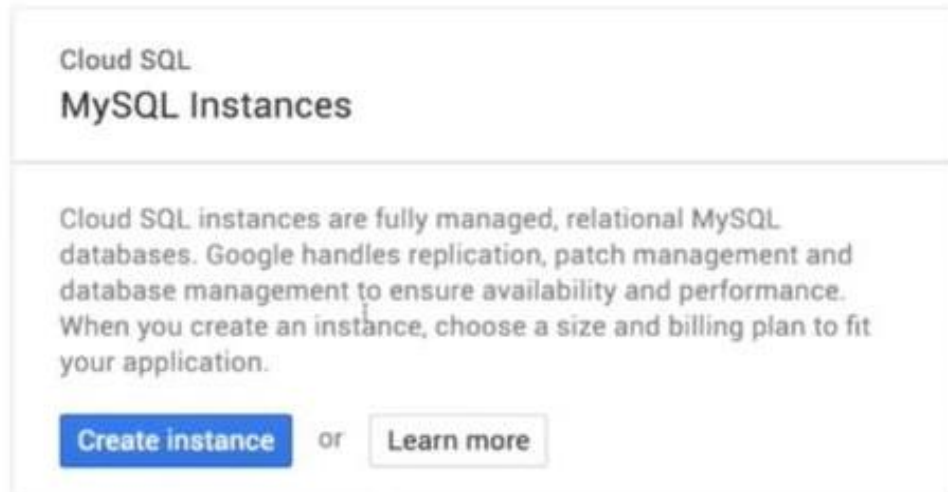 Cloud SQL
MySQL Instances
Cloud SQL instances are fully managed, relational MySQL
databases. Google handles replication, patch management and
database management to ensure availability and performance.
When you create an instance, choose a size and billing plan to fit
your application.
Create instance or Learn more